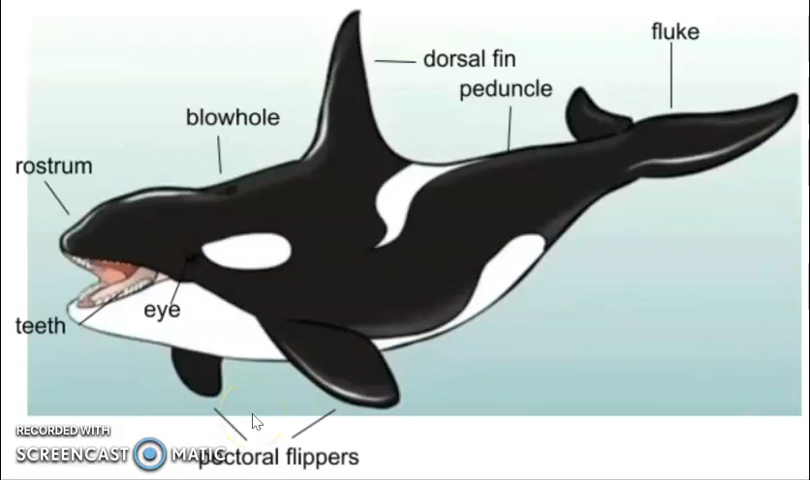 fluke
dorsal fin
peduncle
blowhole
rostrum
eye
teeth
RECORDED WITH
SCREENCAST MATIC
pectoral flippers